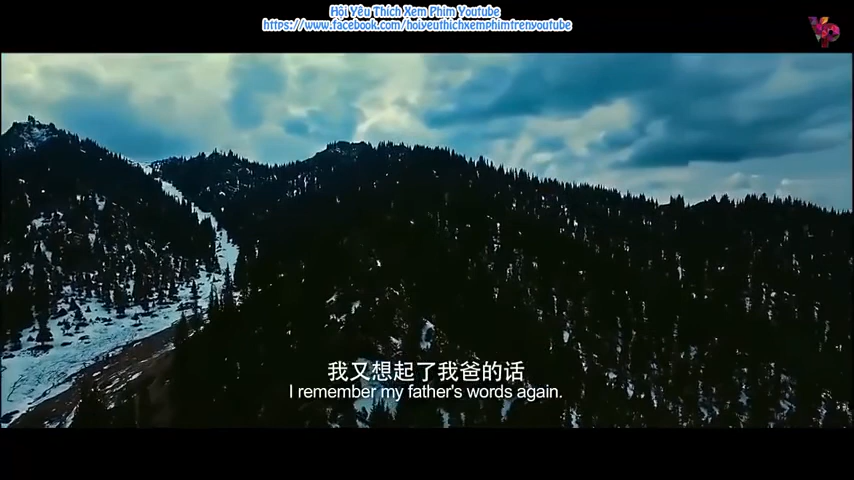 Hội Yêu Thích Xem Phim Youtube
https://www.facebook.com/hoiyeuthichxemphimtrenyoutube
VP
我又想起了我爸的话
I remember my father's words again.